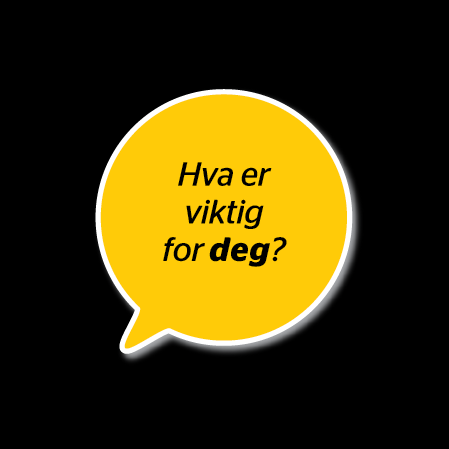 Hva er
viktig
for deg?